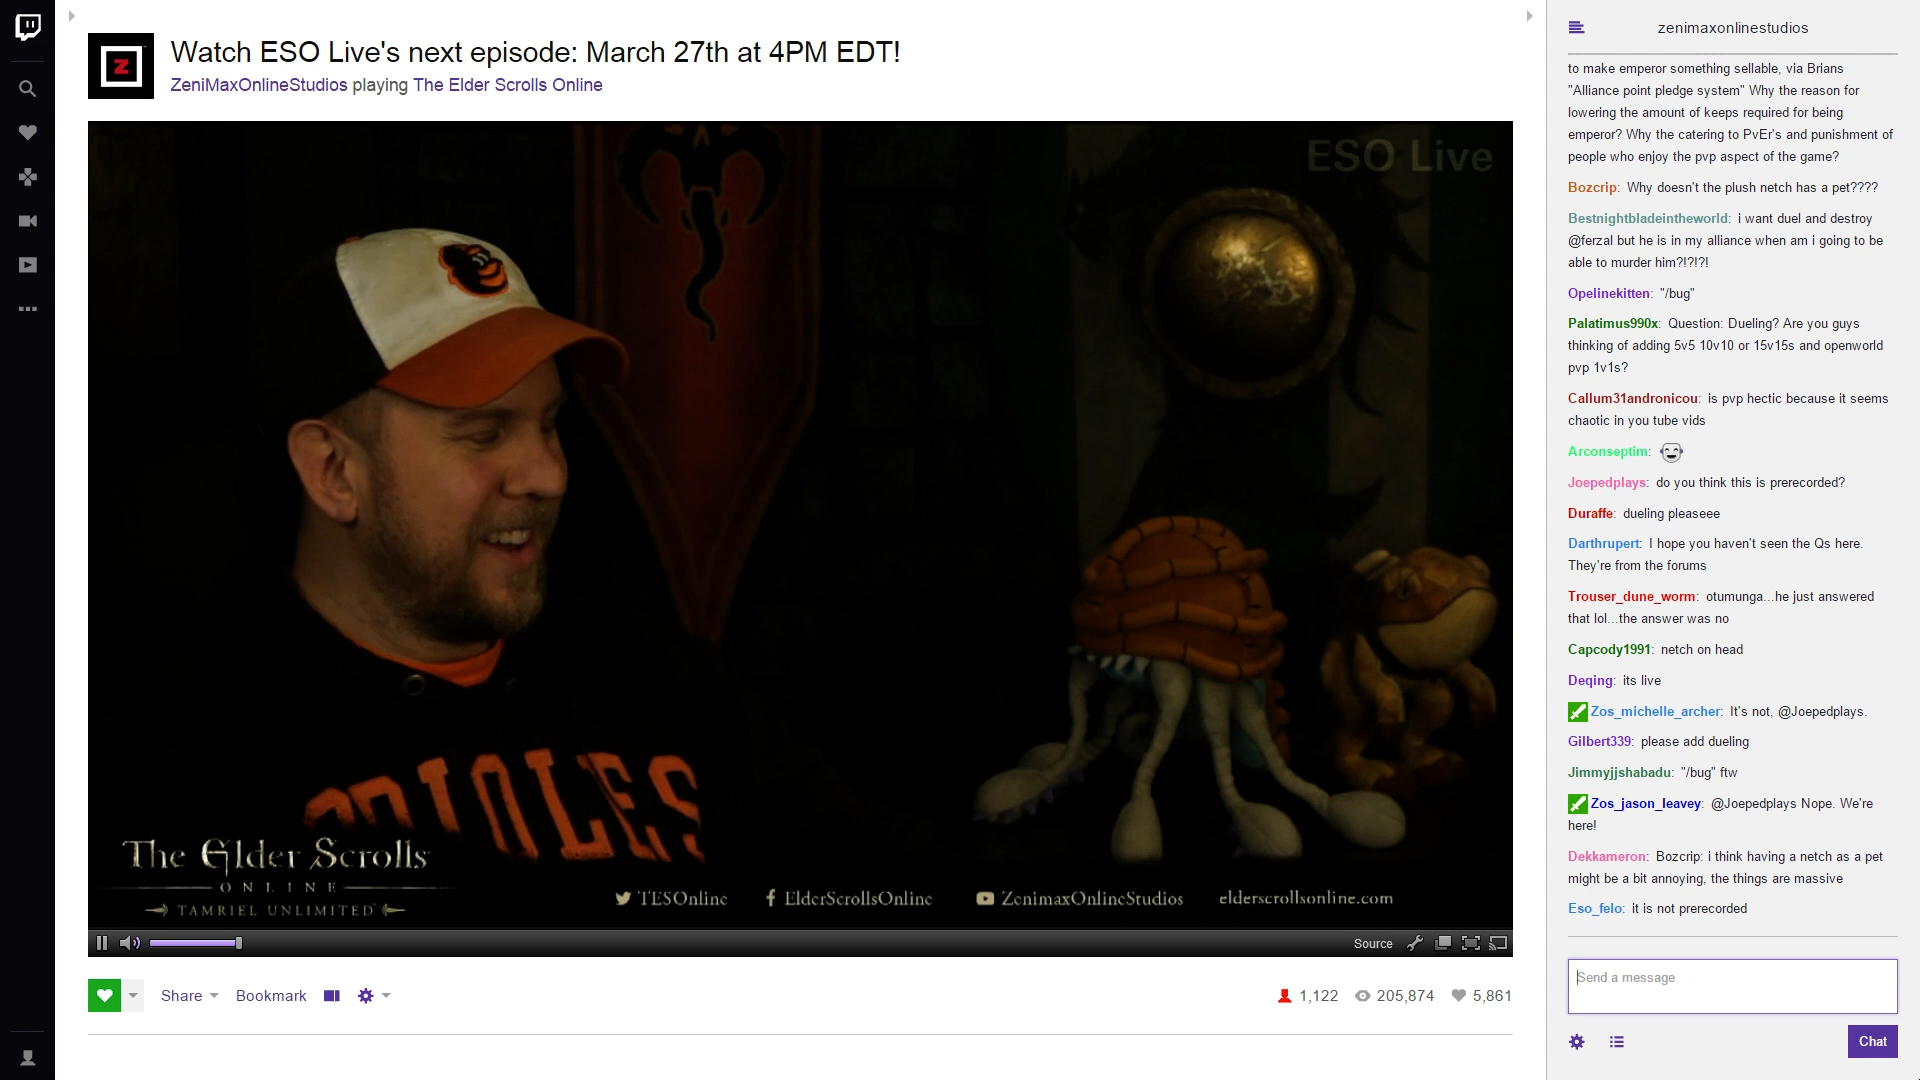 Watch ESO Live's next episode: March 27th at 4PM EDT!
ZeniMaxOnlineStudios playing The Elder Scrolls Online
Z
ESO Live
ORIOLES
The Elder Scrolls
ONLINE
TAMRIEL UNLIMITED
TESOnline
ElderScrollsOnline
ZenimaxOnlineStudios
elderscrollsonline.com
Source
Share
Bookmark
1,122
205,874
5,861
zenimaxonlinestudios
to make emperor something sellable, via Brians
"Alliance point pledge system" Why the reason for
lowering the amount of keeps required for being
emperor? Why the catering to PvEr's and punishment of
people who enjoy the pvp aspect of the game?
Bozcrip: Why doesn't the plush netch has a pet????
Bestnightbladeintheworld: i want duel and destroy
@ferzal but he is in my alliance when am i going to be
able to murder him?!?!?!
Opelinekitten: "/bug"
Palatimus990x: Question: Dueling? Are you guys
thinking of adding 5v5 10v10 or 15v15s and openworld
pvp 1v1s?
Callum31andronicou: is pvp hectic because it seems
chaotic in you tube vids
Arconseptim:
Joepedplays: do you think this is prerecorded?
Duraffe: dueling pleaseee
Darthrupert: I hope you haven't seen the Qs here.
They're from the forums
Trouser_dune_worm: otumunga...he just answered
that lol...the answer was no
Capcody1991: netch on head
Deqing: its live
Zos_michelle_archer: It's not, @Joepedplays.
Gilbert339: please add dueling
Jimmyjjshabadu: "/bug" ftw
Zos_jason_leavey: @Joepedplays Nope. We're
here!
Dekkameron: Bozcrip: i think having a netch as a pet
might be a bit annoying, the things are massive
Eso_felo: it is not prerecorded
Send a message
Chat